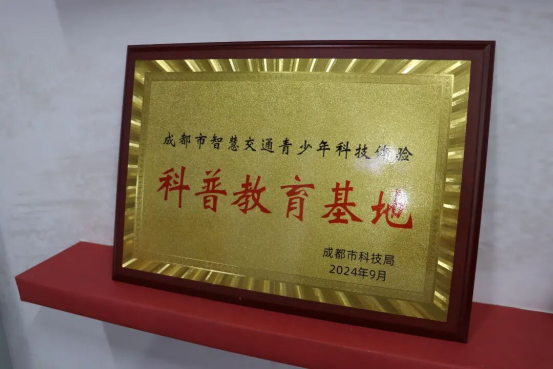 成都市智慧交通青少年科技体验
科普教育基地
成都市科技局
2024年9月